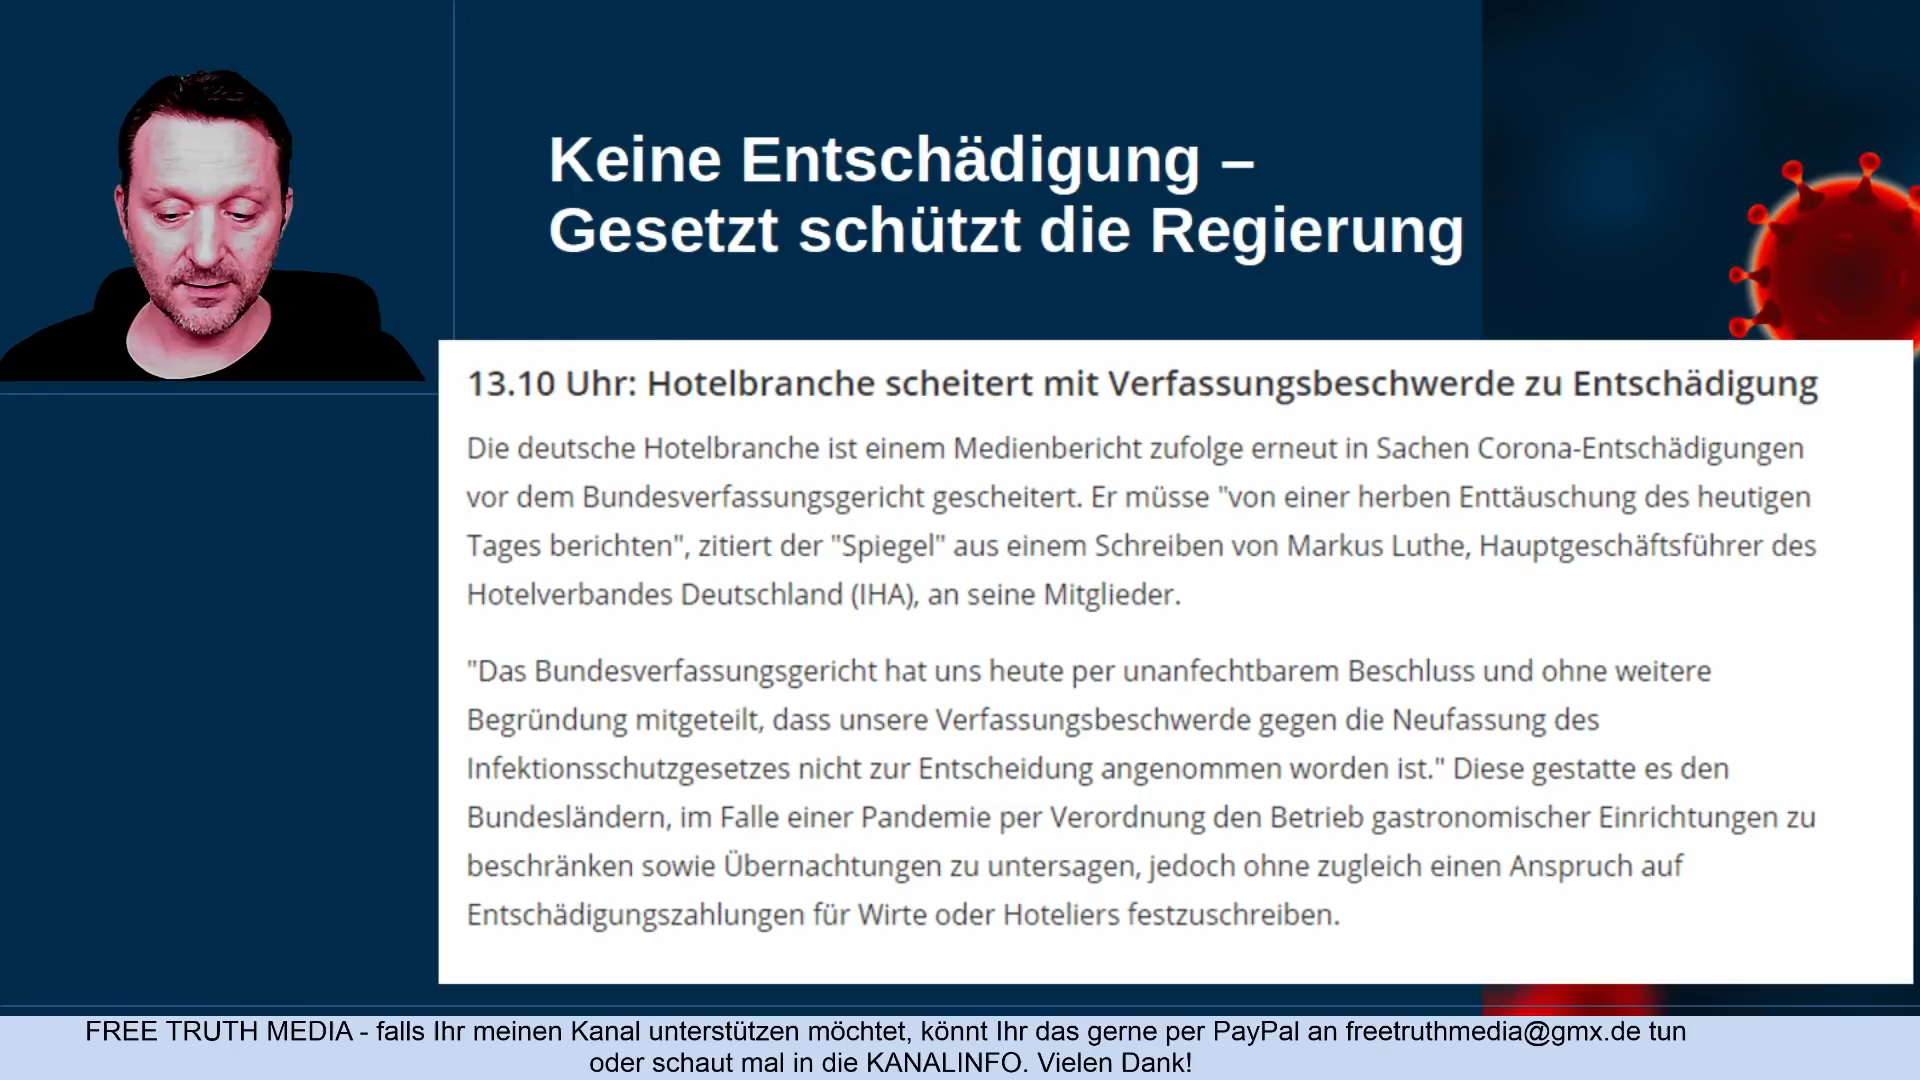 Keine Entschädigung –
Gesetzt schützt die Regierung
13.10 Uhr: Hotelbranche scheitert mit Verfassungsbeschwerde zu Entschädigung
Die deutsche Hotelbranche ist einem Medienbericht zufolge erneut in Sachen Corona-Entschädigungen
vor dem Bundesverfassungsgericht gescheitert. Er müsse "von einer herben Enttäuschung des heutigen
Tages berichten", zitiert der "Spiegel" aus einem Schreiben von Markus Luthe, Hauptgeschäftsführer des
Hotelverbandes Deutschland (IHA), an seine Mitglieder.
"Das Bundesverfassungsgericht hat uns heute per unanfechtbarem Beschluss und ohne weitere
Begründung mitgeteilt, dass unsere Verfassungsbeschwerde gegen die Neufassung des
Infektionsschutzgesetzes nicht zur Entscheidung angenommen worden ist." Diese gestatte es den
Bundesländern, im Falle einer Pandemie per Verordnung den Betrieb gastronomischer Einrichtungen zu
beschränken sowie Übernachtungen zu untersagen, jedoch ohne zugleich einen Anspruch auf
Entschädigungszahlungen für Wirte oder Hoteliers festzuschreiben.
FREE TRUTH MEDIA - falls Ihr meinen Kanal unterstützen möchtet, könnt Ihr das gerne per PayPal an freetruthmedia@gmx.de tun
oder schaut mal in die KANALINFO. Vielen Dank!